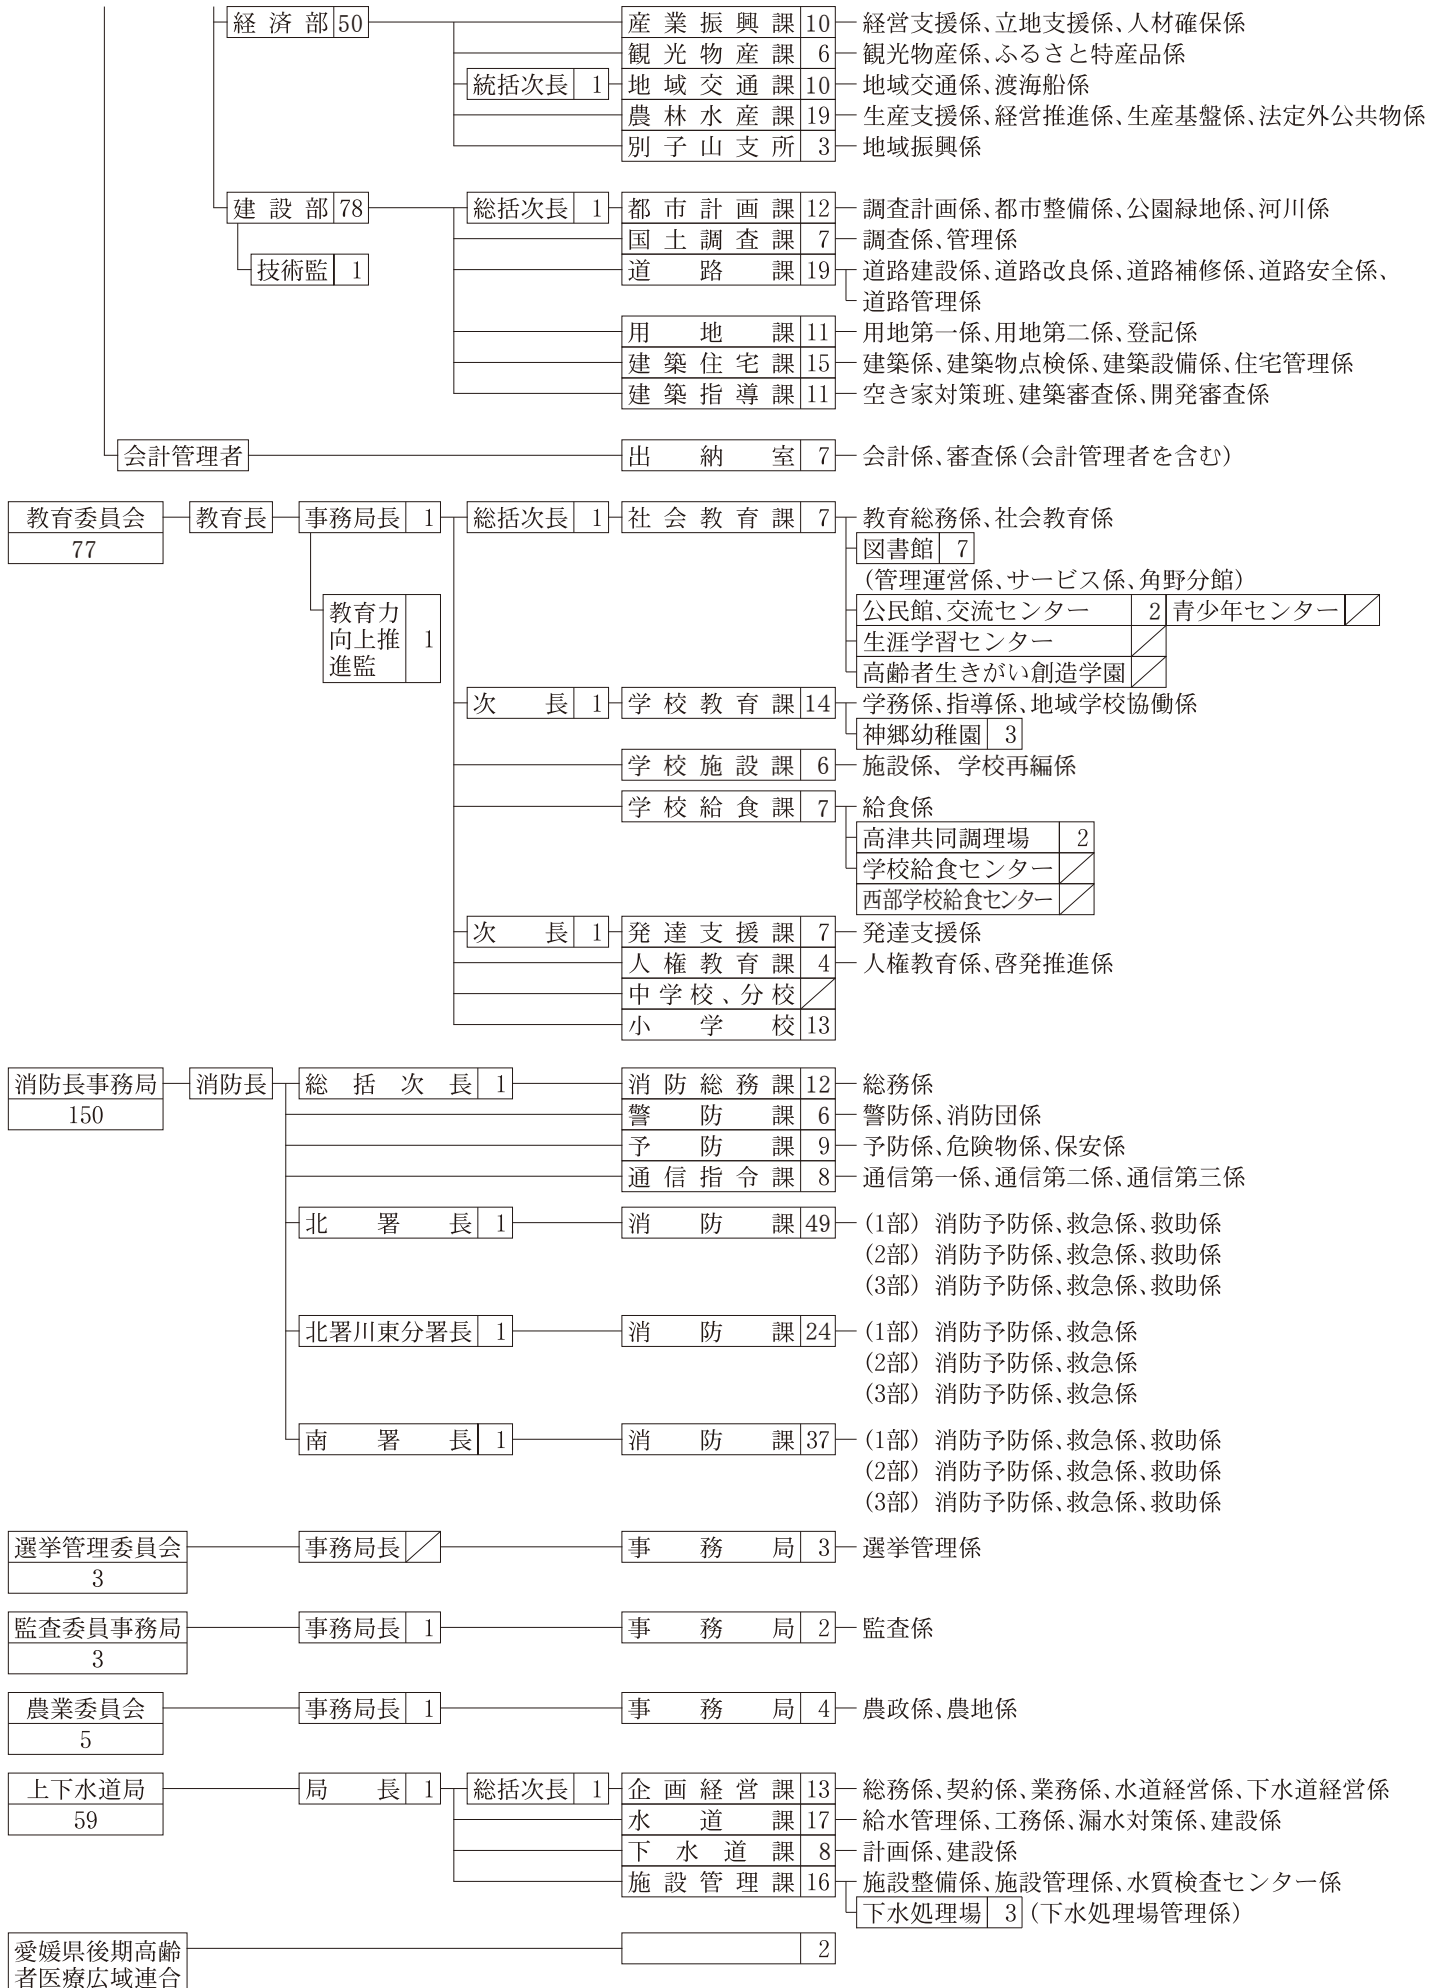 経済部 50 産業振興課 10 経営支援係、立地支援係、人材確保係
観光物産課 6 観光物産係、ふるさと特産品係
統括次長 1 地域交通課 10 地域交通係、渡海船係
農林水産課 19 生産支援係、経営推進係、生産基盤係、法定外公共物係
別子山支所 3 地域振興係
建設部 78 総括次長 1 都市計画課 12 調査計画係、都市整備係、公園緑地係、河川係
国土調査課 7 調査係、管理係
技術監 1 道路課 19 道路建設係、道路改良係、道路補修係、道路安全係、
道路管理係
用地課 11 用地第一係、用地第二係、登記係
建築住宅課 15 建築係、建築物点検係、建築設備係、住宅管理係
建築指導課 11 空き家対策班、建築審査係、開発審査係
会計管理者 出納室 7 会計係、審査係(会計管理者を含む)
教育委員会 教育長 事務局長 1 総括次長 1 社会教育課 7 教育総務係、社会教育係
77 図書館 7
(管理運営係、サービス係、角野分館)
教育力 公民館、交流センター 2 青少年センター
向上推 1 生涯学習センター
進監 高齢者生きがい創造学園
次長 1 学校教育課 14 学務係、指導係、地域学校協働係
神郷幼稚園 3
学校施設課 6 施設係、 学校再編係
学校給食課 7 給食係
高津共同調理場 2
学校給食センター
西部学校給食センター
次長 1 発達支援課 7 発達支援係
人権教育課 4 人権教育係、啓発推進係
中学校、分校
小学校 13
消防長事務局 消防長 総括次長 1 消防総務課 12 総務係
150 警防課 6 警防係、消防団係
予防課 9 予防係、危険物係、保安係
通信指令課 8 通信第一係、通信第二係、通信第三係
北署長 1 消防課 49 (1部) 消防予防係、救急係、救助係
(2部) 消防予防係、救急係、救助係
(3部) 消防予防係、救急係、救助係
北署川東分署長 1 消防課 24 (1部) 消防予防係、救急係
(2部) 消防予防係、救急係
(3部) 消防予防係、救急係
南署長 1 消防課 37 (1部) 消防予防係、救急係、救助係
(2部) 消防予防係、救急係、救助係
(3部) 消防予防係、救急係、救助係
選挙管理委員会 事務局長 事務局 3 選挙管理係
3
監査委員事務局 事務局長 1 事務局 2 監査係
3
農業委員会 事務局長 1 事務局 4 農政係、農地係
5
上下水道局 局長 1 総括次長 1 企画経営課 13 総務係、契約係、業務係、水道経営係、下水道経営係
59 水道課 17 給水管理係、工務係、漏水対策係、建設係
下水道課 8 計画係、建設係
施設管理課 16 施設整備係、施設管理係、水質検査センター係
下水処理場 3 (下水処理場管理係)
愛媛県後期高齢 2
者医療広域連合